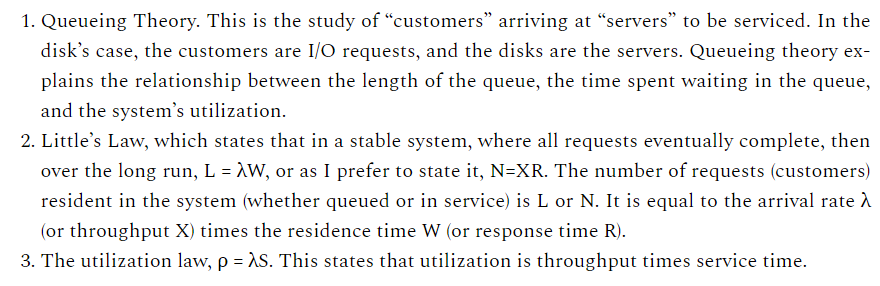 1. Queueing Theory. This is the study of “customers” arriving at “servers” to be serviced. In the
disk’s case, the customers are I/O requests, and the disks are the servers. Queueing theory ex-
plains the relationship between the length of the queue, the time spent waiting in the queue,
and the system’s utilization.
2. Little’s Law, which states that in a stable system, where all requests eventually complete, then
over the long run, L = λW, or as I prefer to state it, N=XR. The number of requests (customers)
resident in the system (whether queued or in service) is L or N. It is equal to the arrival rate λ
(or throughput X) times the residence time W (or response time R).
3. The utilization law, ρ = λS. This states that utilization is throughput times service time.